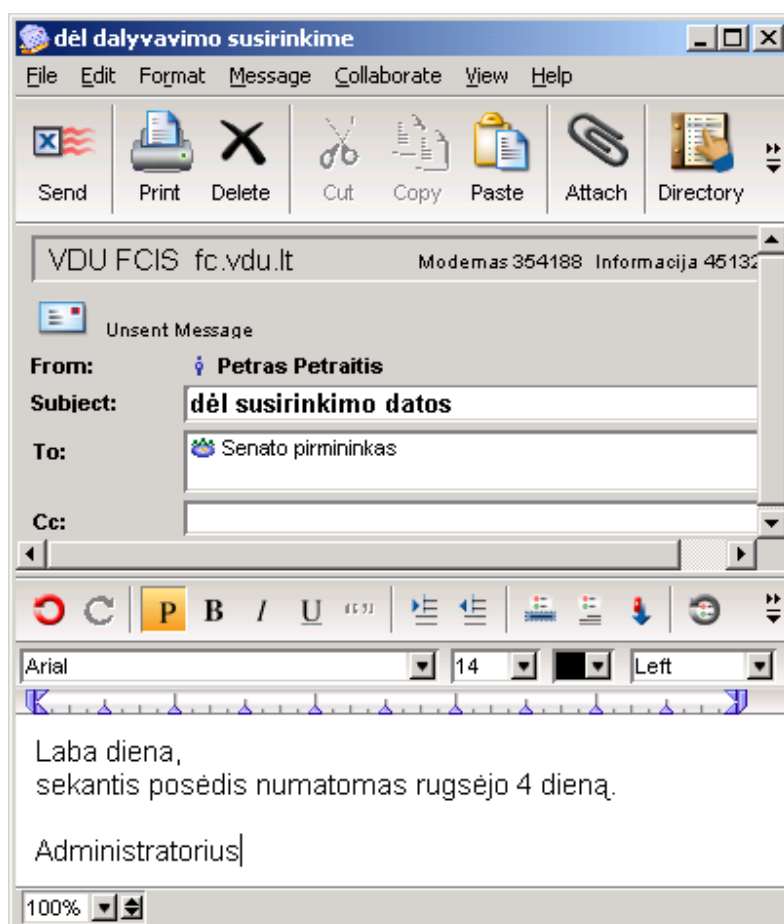 dėl dalyvavimo susirinkime
File Edit Format Message Collaborate View Help
Send Print Delete Cut Copy Paste Attach Directory
VDU FCIS fc.vdu.lt Modemas 354188 Informacija 45132
Unsent Message
From: Petras Petraitis
Subject: dėl susirinkimo datos
To: Senato pirmininkas
Cc:
P B I U
Arial 14 Left
Laba diena,
sekantis posėdis numatomas rugsėjo 4 dieną.
Administratorius
100%